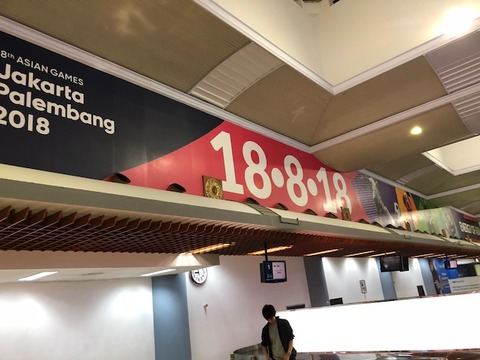 8th ASIAN GAMES
Jakarta
Palembang
2018
18•8•18